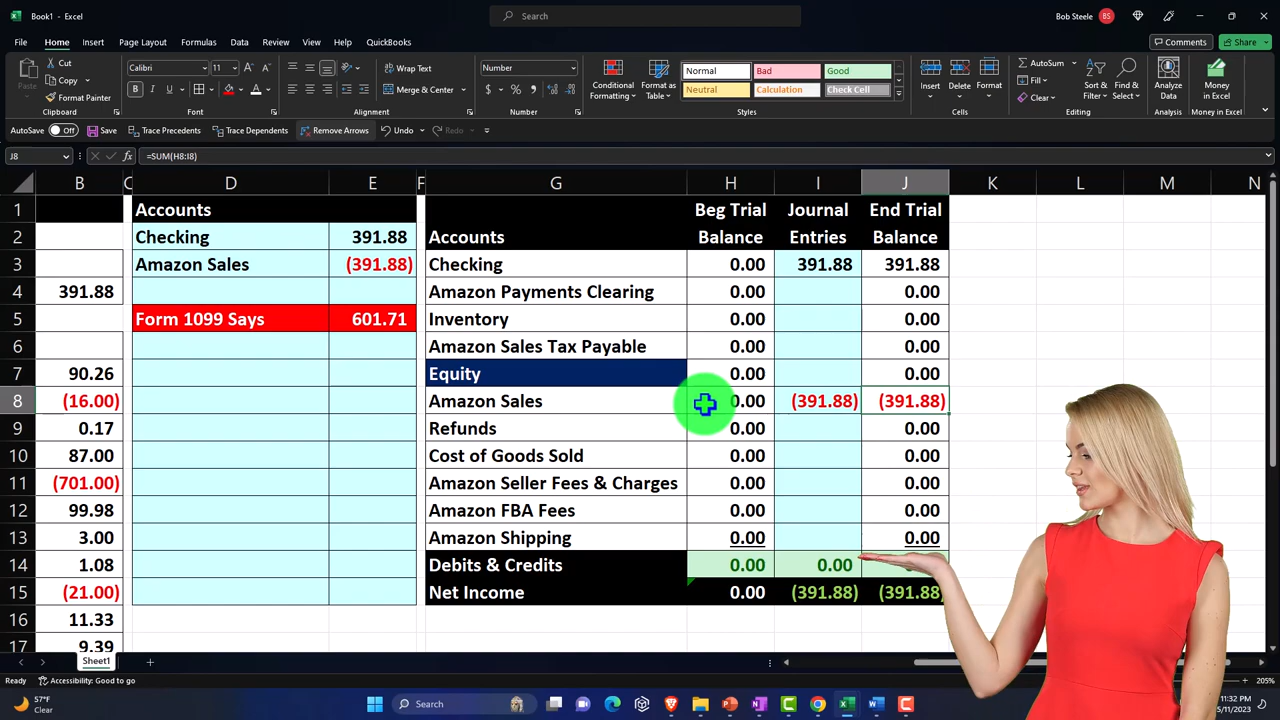 Book1 - Excel
Search
Bob Steele BS
File Home Insert Page Layout Formulas Data Review View Help QuickBooks
Comments Share
Cut
Copy
Paste
Format Painter
Clipboard
Calibri 11
B I U
Font
Wrap Text
Merge & Center
Alignment
Number
$ % 9
Number
Conditional Formatting
Format as Table
Normal Bad Good
Neutral Calculation Check Cell
Styles
Insert Delete Format
Cells
AutoSum
Fill
Clear
Sort & Filter
Find & Select
Editing
Analyze Data
Analysis
Money in Excel
Money in Excel
AutoSave Off Save Trace Precedents Trace Dependents Remove Arrows Undo Redo
J8 fx =SUM(H8:I8)
B C D E F G H I J K L M N
1 Accounts Beg Trial Journal End Trial
2 Checking 391.88 Accounts Balance Entries Balance
3 Amazon Sales (391.88) Checking 0.00 391.88 391.88
4 391.88 Amazon Payments Clearing 0.00 0.00
5 Form 1099 Says 601.71 Inventory 0.00 0.00
6 Amazon Sales Tax Payable 0.00 0.00
7 90.26 Equity 0.00 0.00
8 (16.00) Amazon Sales 0.00 (391.88) (391.88)
9 0.17 Refunds 0.00 0.00
10 87.00 Cost of Goods Sold 0.00 0.00
11 (701.00) Amazon Seller Fees & Charges 0.00 0.00
12 99.98 Amazon FBA Fees 0.00 0.00
13 3.00 Amazon Shipping 0.00 0.00
14 1.08 Debits & Credits 0.00 0.00
15 (21.00) Net Income 0.00 (391.88) (391.88)
16 11.33
17 9.39
Sheet1
Ready Accessibility: Good to go 205%
57°F
Clear
Search
11:32 PM
5/11/2023